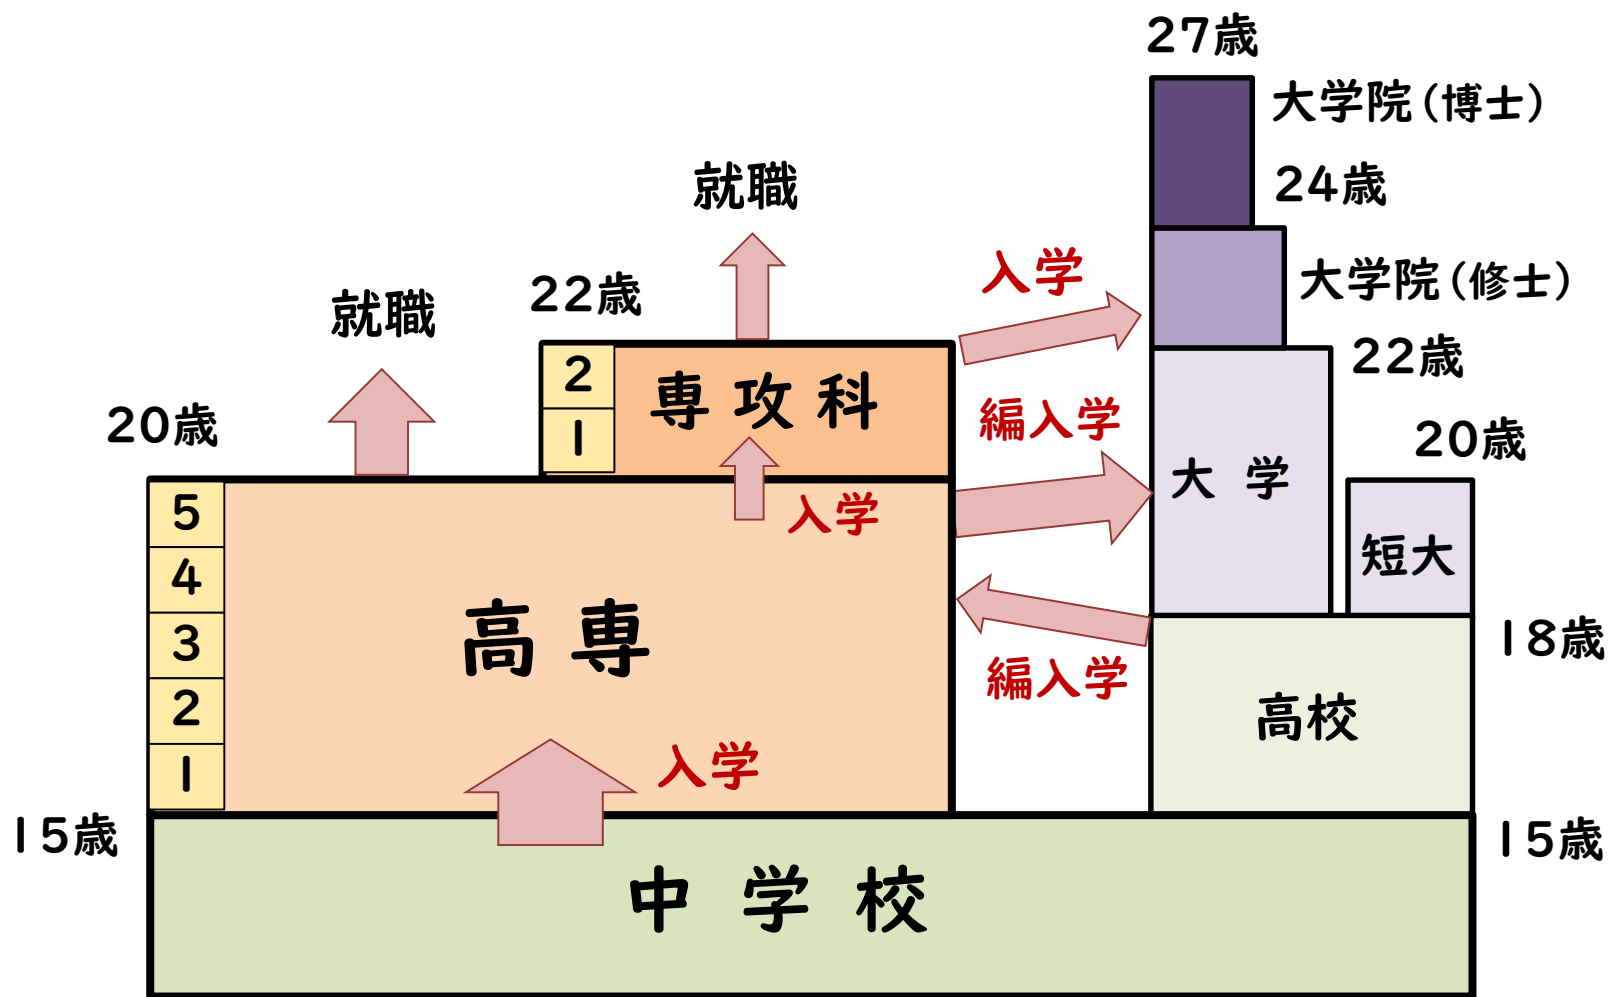 27歳
大学院(博士)
24歳
就職
入学
大学院(修士)
22歳
就職
22歳
2
専攻科
編入学
20歳
1
20歳
大学
5
入学
短大
4
高専
3
18歳
編入学
2
高校
入学
1
15歳
15歳
中学校